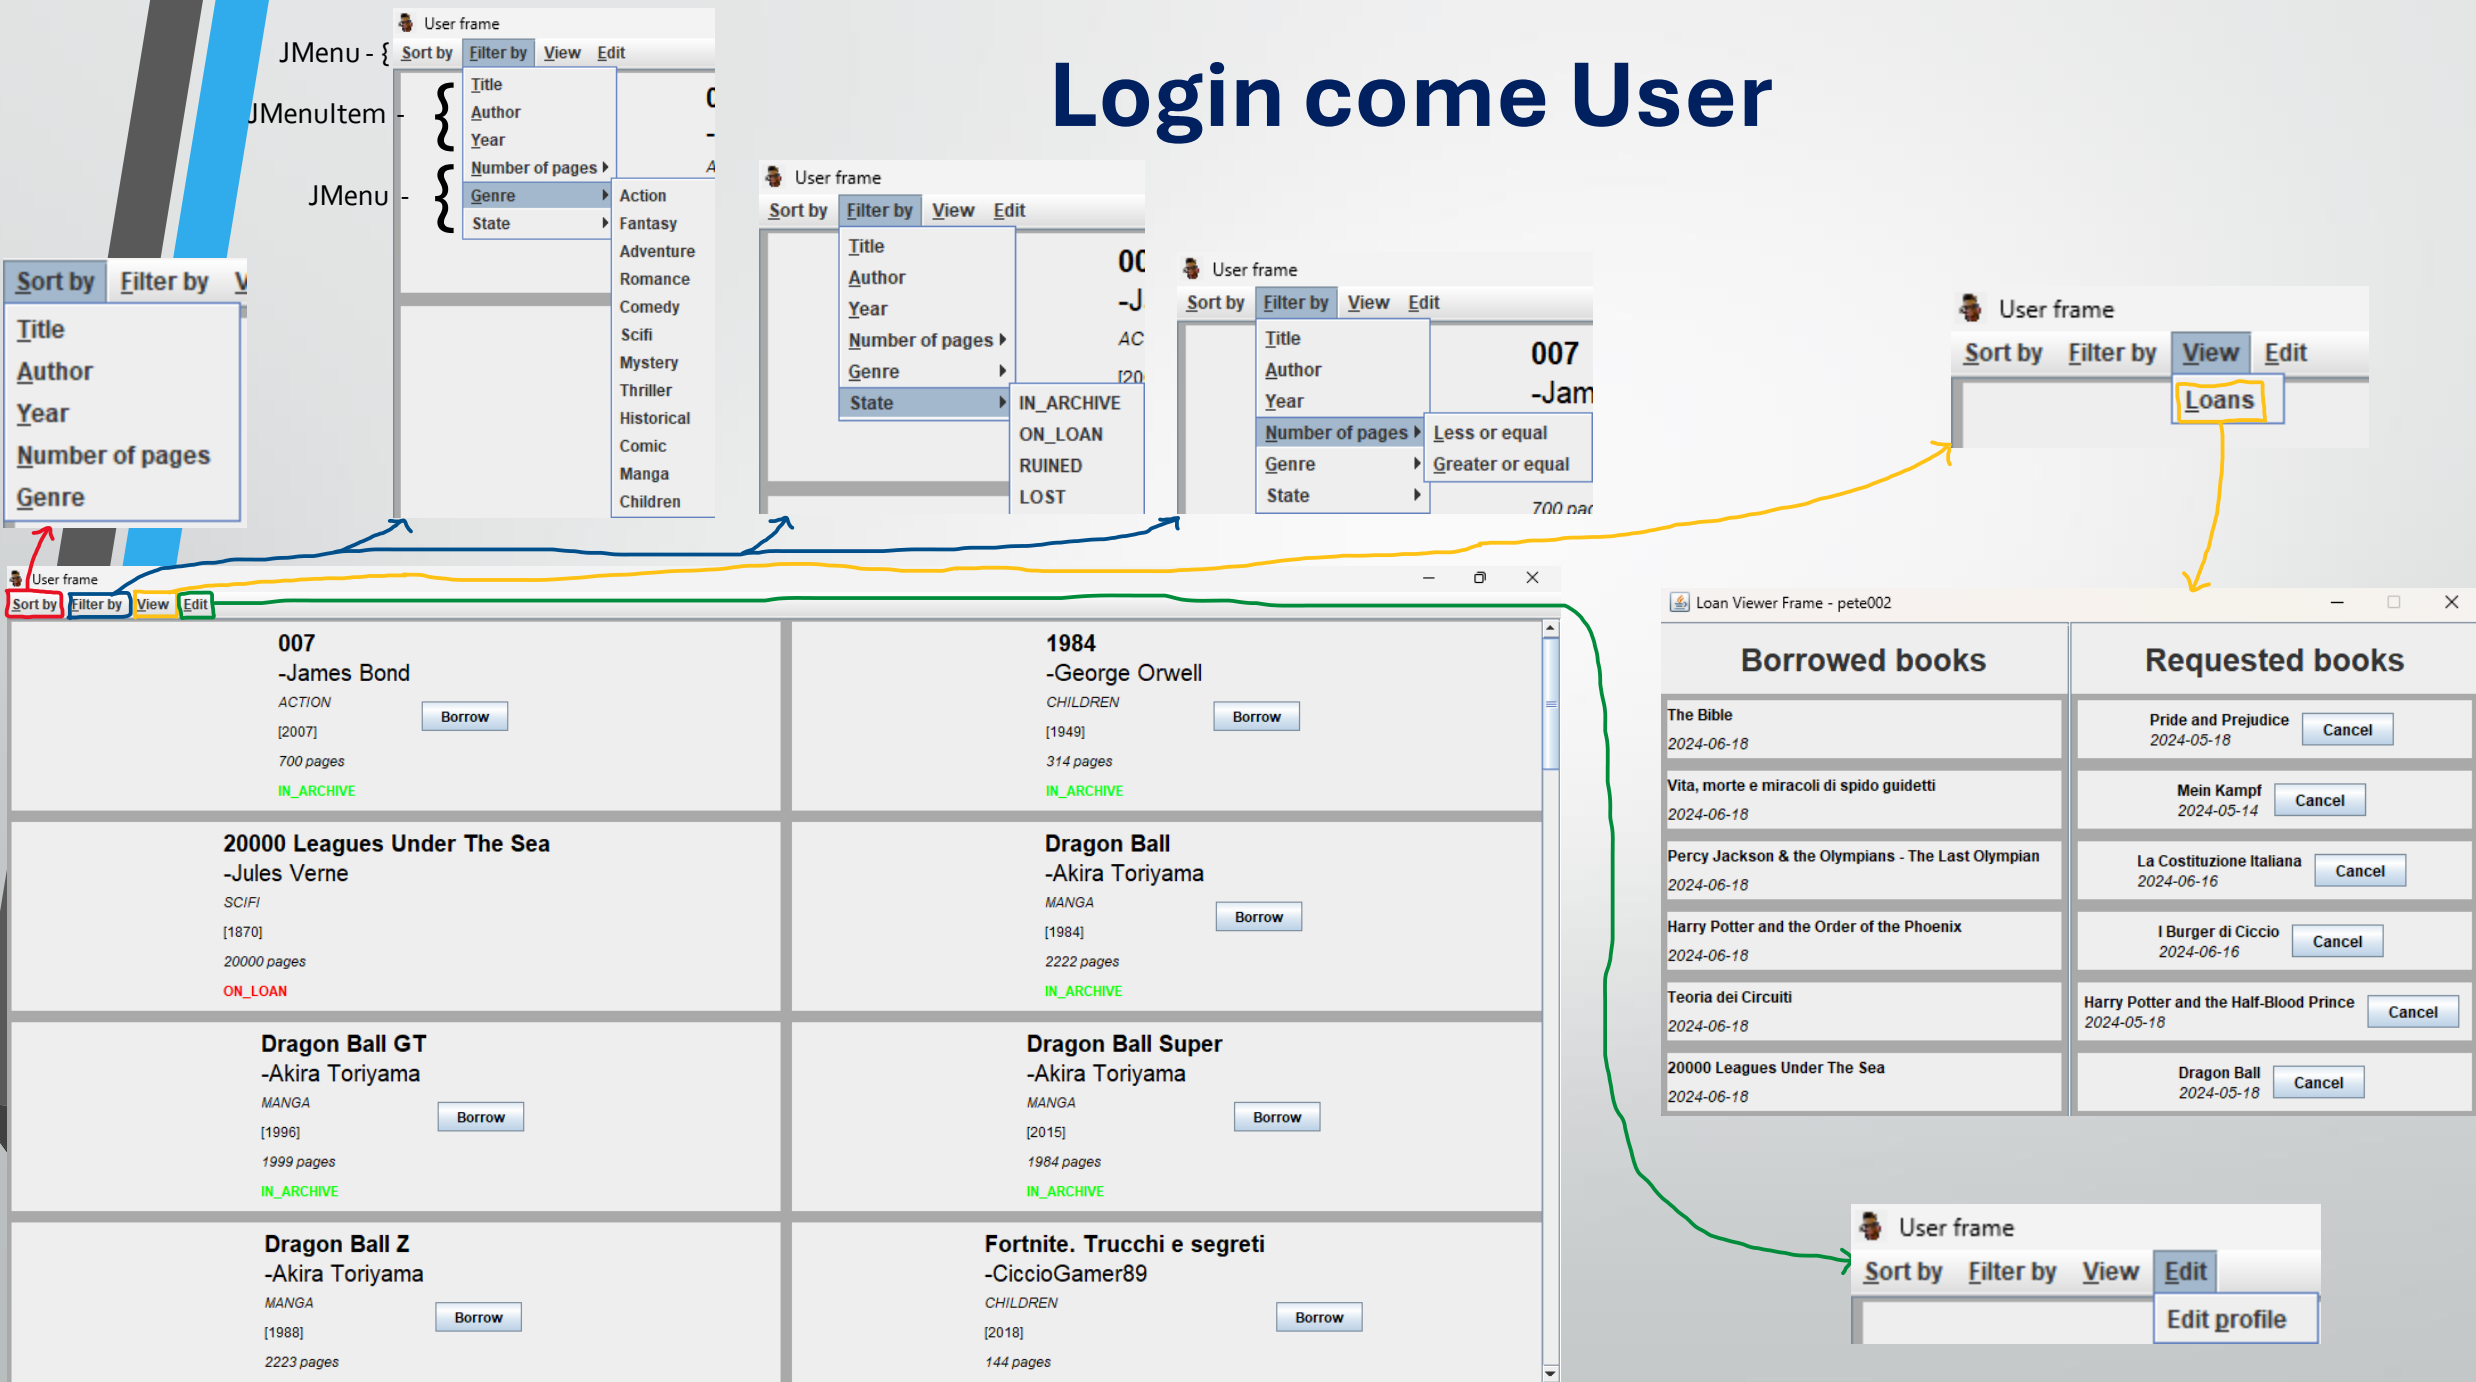 Login come User
JMenu - {
JMenuItem -
JMenu -
User frame
Sort by Filter by View Edit
Title
Author
Year
Number of pages
Genre
State
Action
Fantasy
Adventure
Romance
Comedy
Scifi
Mystery
Thriller
Historical
Comic
Manga
Children
Sort by Filter by V
Title
Author
Year
Number of pages
Genre
User frame
Sort by Filter by View Edit
Title
Author
Year
Number of pages
Genre
State
IN_ARCHIVE
ON_LOAN
RUINED
LOST
00
-J
AC
[20
User frame
Sort by Filter by View Edit
Title
Author
Year
Number of pages
Genre
State
Less or equal
Greater or equal
007
-Jam
700 pag
User frame
Sort by Filter by View Edit
Loans
User frame
Sort by Filter by View Edit
007
-James Bond
ACTION
[2007]
700 pages
IN_ARCHIVE
Borrow
1984
-George Orwell
CHILDREN
[1949]
314 pages
IN_ARCHIVE
Borrow
20000 Leagues Under The Sea
-Jules Verne
SCIFI
[1870]
20000 pages
ON_LOAN
Dragon Ball
-Akira Toriyama
MANGA
[1984]
2222 pages
IN_ARCHIVE
Borrow
Dragon Ball GT
-Akira Toriyama
MANGA
[1996]
1999 pages
IN_ARCHIVE
Borrow
Dragon Ball Super
-Akira Toriyama
MANGA
[2015]
1984 pages
IN_ARCHIVE
Borrow
Dragon Ball Z
-Akira Toriyama
MANGA
[1988]
2223 pages
Borrow
Fortnite. Trucchi e segreti
-CiccioGamer89
CHILDREN
[2018]
144 pages
Borrow
Loan Viewer Frame - pete002
Borrowed books
The Bible
2024-06-18
Vita, morte e miracoli di spido guidetti
2024-06-18
Percy Jackson & the Olympians - The Last Olympian
2024-06-18
Harry Potter and the Order of the Phoenix
2024-06-18
Teoria dei Circuiti
2024-06-18
20000 Leagues Under The Sea
2024-06-18
Requested books
Pride and Prejudice
2024-05-18
Cancel
Mein Kampf
2024-05-14
Cancel
La Costituzione Italiana
2024-06-16
Cancel
I Burger di Ciccio
2024-06-16
Cancel
Harry Potter and the Half-Blood Prince
2024-05-18
Cancel
Dragon Ball
2024-05-18
Cancel
User frame
Sort by Filter by View Edit
Edit profile